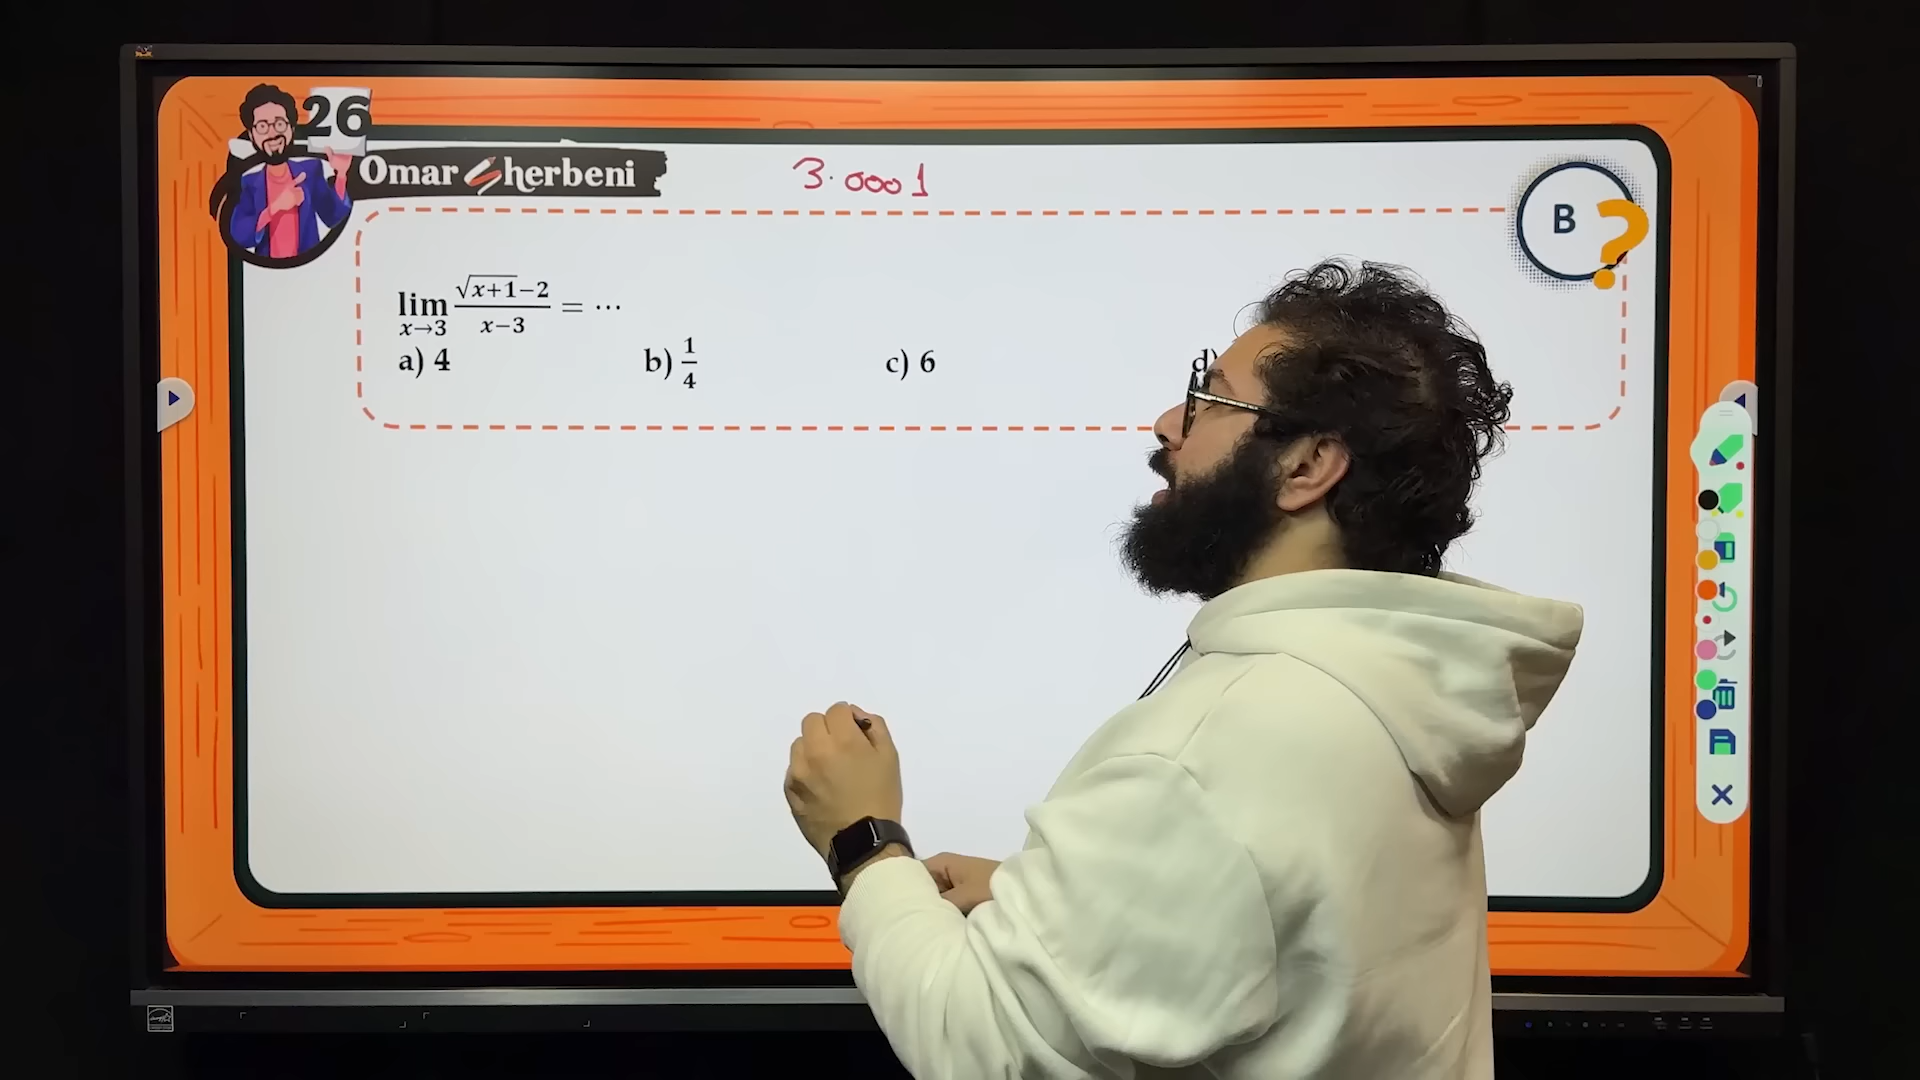 26
Omar Sherbeni
3.0001
B ?
lim x→3 √x+1−2 / x−3 = ⋯
a) 4 b) 1/4 c) 6 d)